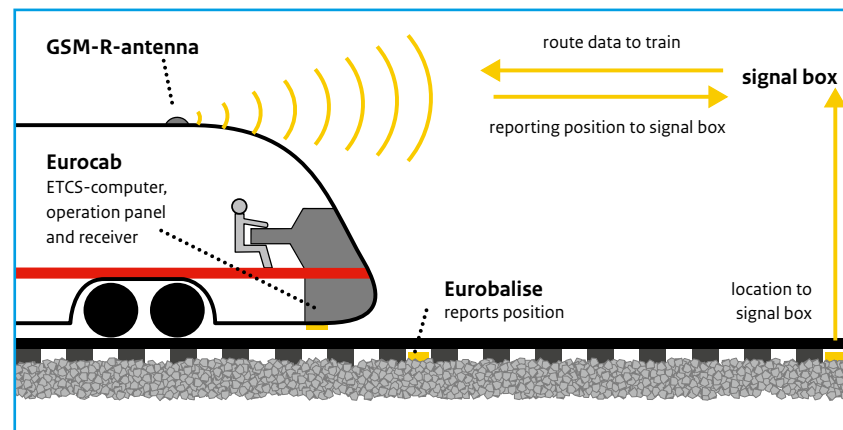 GSM-R-antenna
route data to train
signal box
reporting position to signal box
Eurocab
ETCS-computer,
operation panel
and receiver
Eurobalise
reports position
location to
signal box